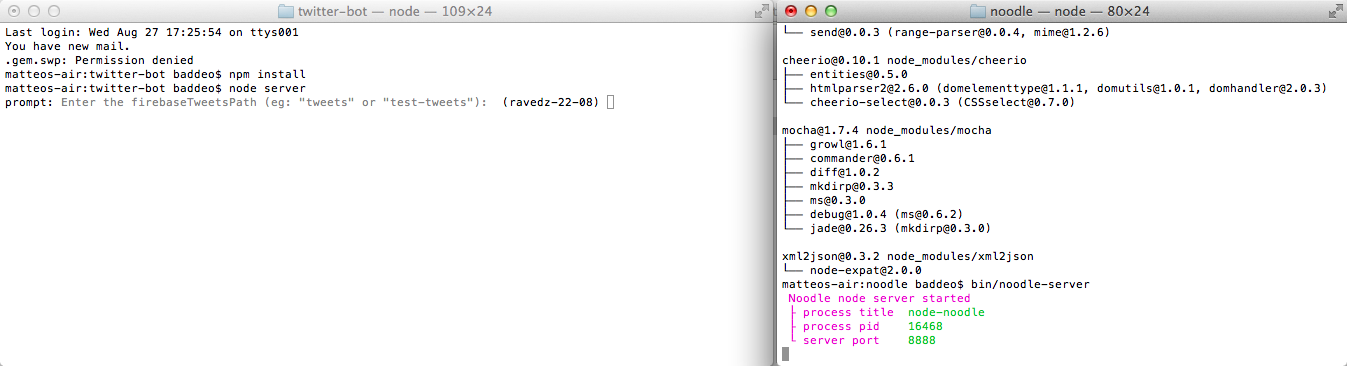 twitter-bot — node — 109×24
Last login: Wed Aug 27 17:25:54 on ttys001
You have new mail.
.gem.swp: Permission denied
matteos-air:twitter-bot baddeo$ npm install
matteos-air:twitter-bot baddeo$ node server
prompt: Enter the firebaseTweetsPath (eg: "tweets" or "test-tweets"):  (ravedz-22-08)
noodle — node — 80×24
└── send@0.0.3 (range-parser@0.0.4, mime@1.2.6)
cheerio@0.10.1 node_modules/cheerio
├── entities@0.5.0
├── htmlparser2@2.6.0 (domelementtype@1.1.1, domutils@1.0.1, domhandler@2.0.3)
└── cheerio-select@0.0.3 (CSSselect@0.7.0)
mocha@1.7.4 node_modules/mocha
├── growl@1.6.1
├── commander@0.6.1
├── diff@1.0.2
├── mkdirp@0.3.3
├── ms@0.3.0
├── debug@1.0.4 (ms@0.6.2)
└── jade@0.26.3 (mkdirp@0.3.0)
xml2json@0.3.2 node_modules/xml2json
└── node-expat@2.0.0
matteos-air:noodle baddeo$ bin/noodle-server
Noodle node server started
├ process title  node-noodle
├ process pid    16468
└ server port    8888